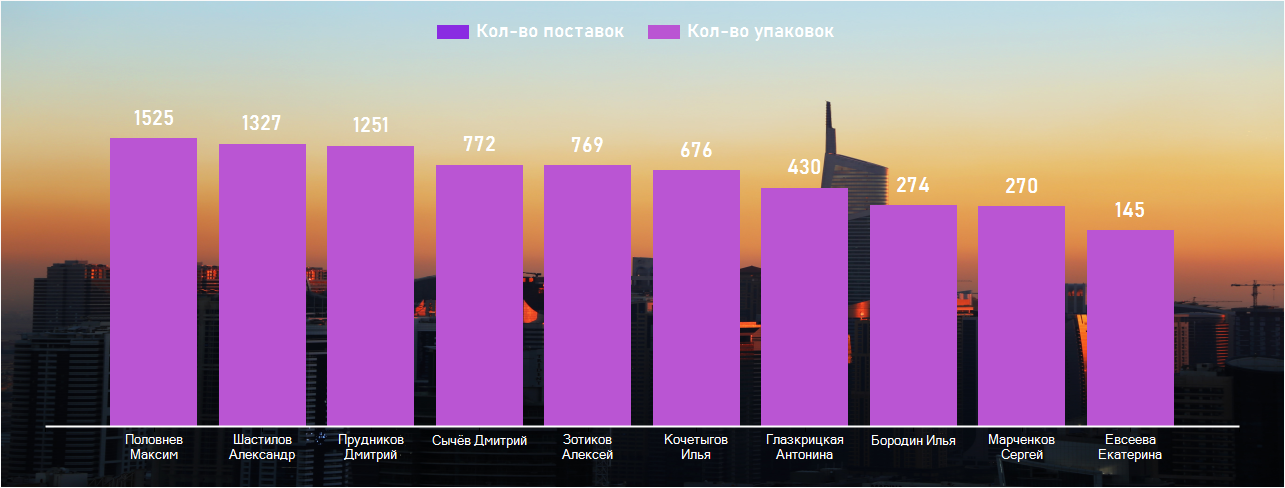 Кол-во поставок Кол-во упаковок
1525 1327 1251 772 769 676 430 274 270 145
Половнев Максим
Шастилов Александр
Прудников Дмитрий
Сычёв Дмитрий
Зотиков Алексей
Кочетыгов Илья
Глазкрицкая Антонина
Бородин Илья
Марченков Сергей
Евсеева Екатерина